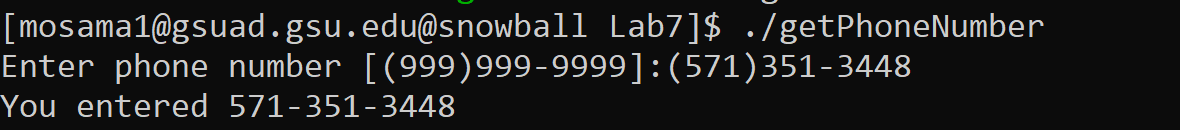 [mosama1@gsuad.gsu.edu@snowball Lab7]$ ./getPhoneNumber
Enter phone number [(999)999-9999]:(571)351-3448
You entered 571-351-3448